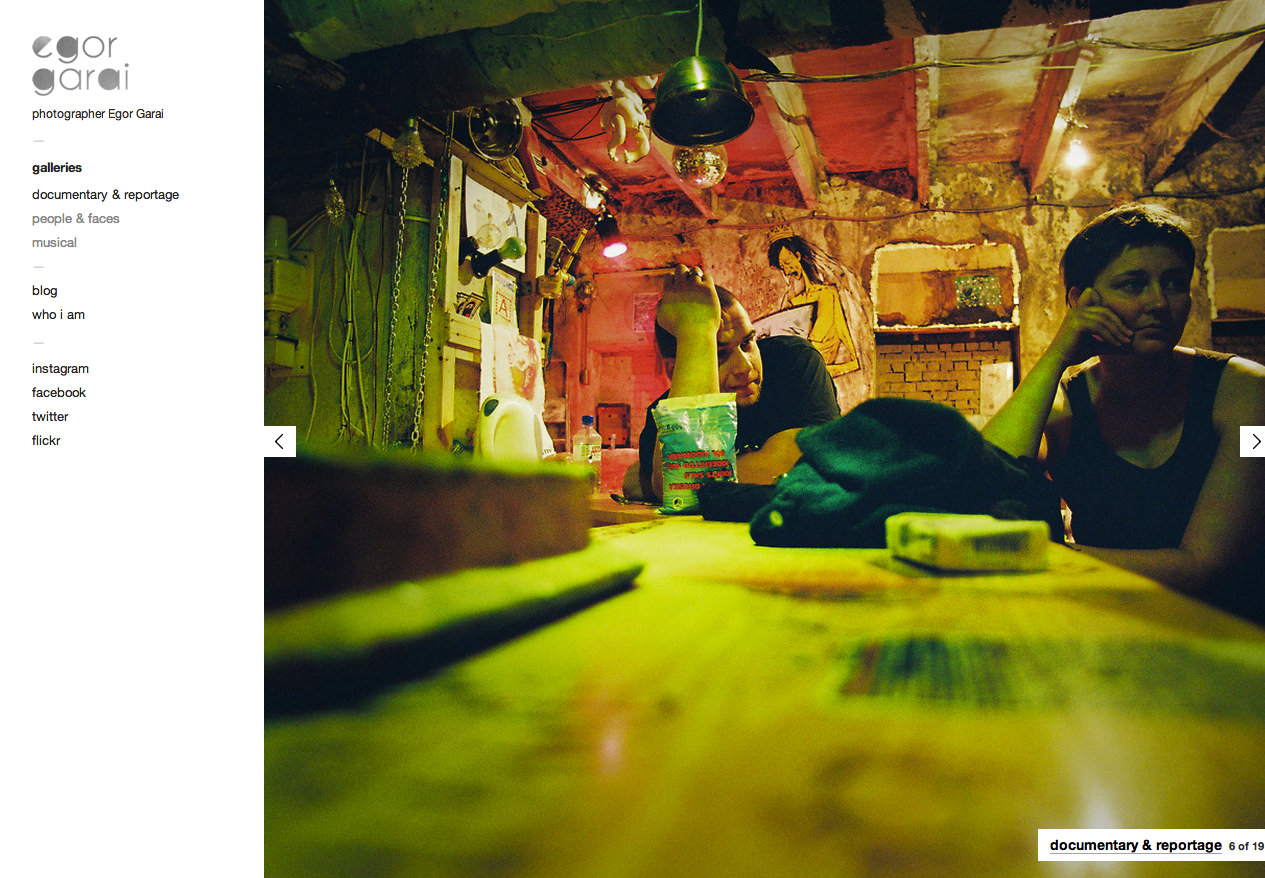 egor
garai
photographer Egor Garai
—
galleries
documentary & reportage
people & faces
musical
—
blog
who i am
—
instagram
facebook
twitter
flickr
A
documentary & reportage 6 of 19